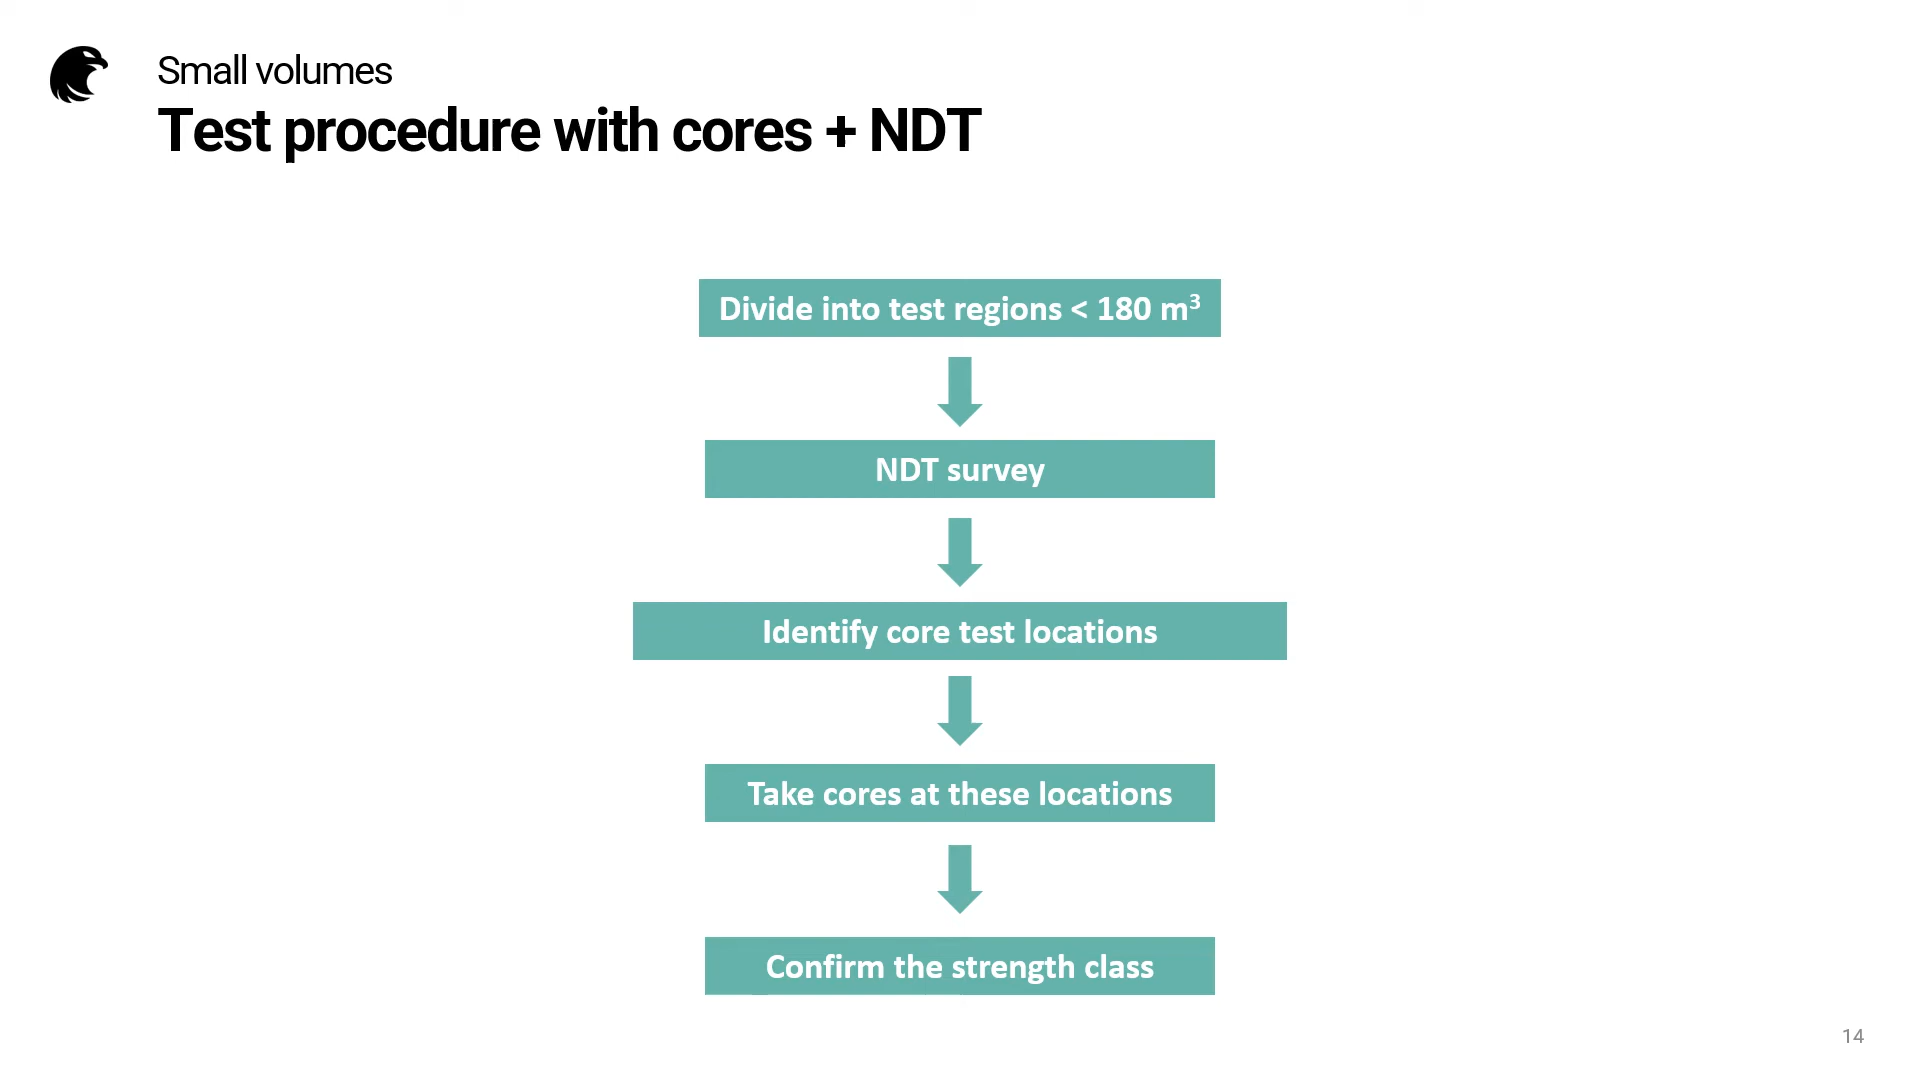 Small volumes
Test procedure with cores + NDT
Divide into test regions < 180 m³
NDT survey
Identify core test locations
Take cores at these locations
Confirm the strength class
14